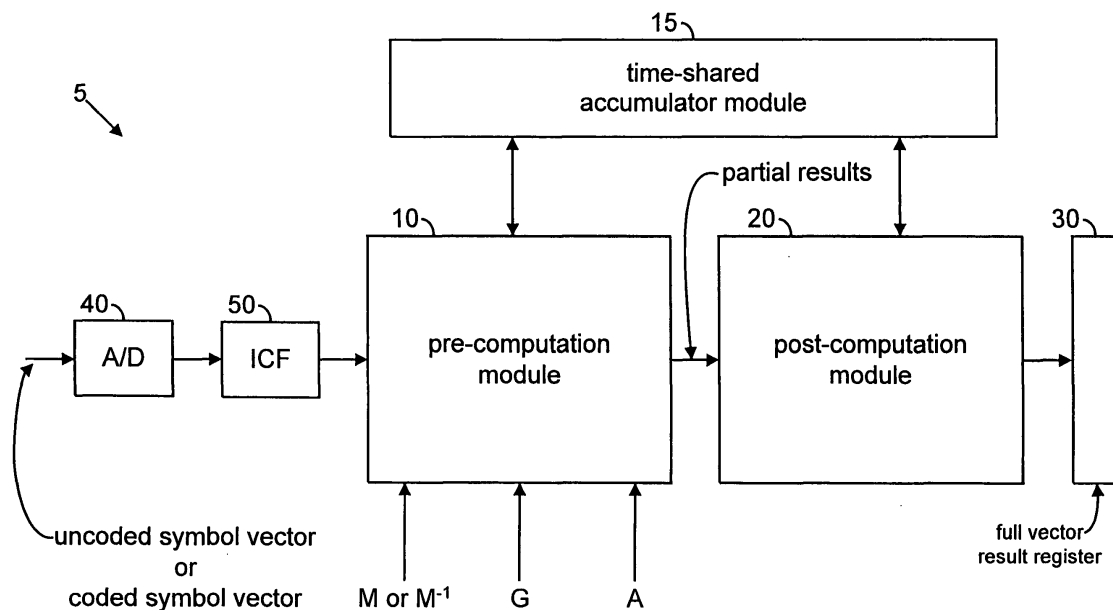 15
time-shared
accumulator module
5
partial results
10
20
30
40
50
A/D
ICF
pre-computation
module
post-computation
module
uncoded symbol vector
or
coded symbol vector
M or M⁻¹
G
A
full vector
result register